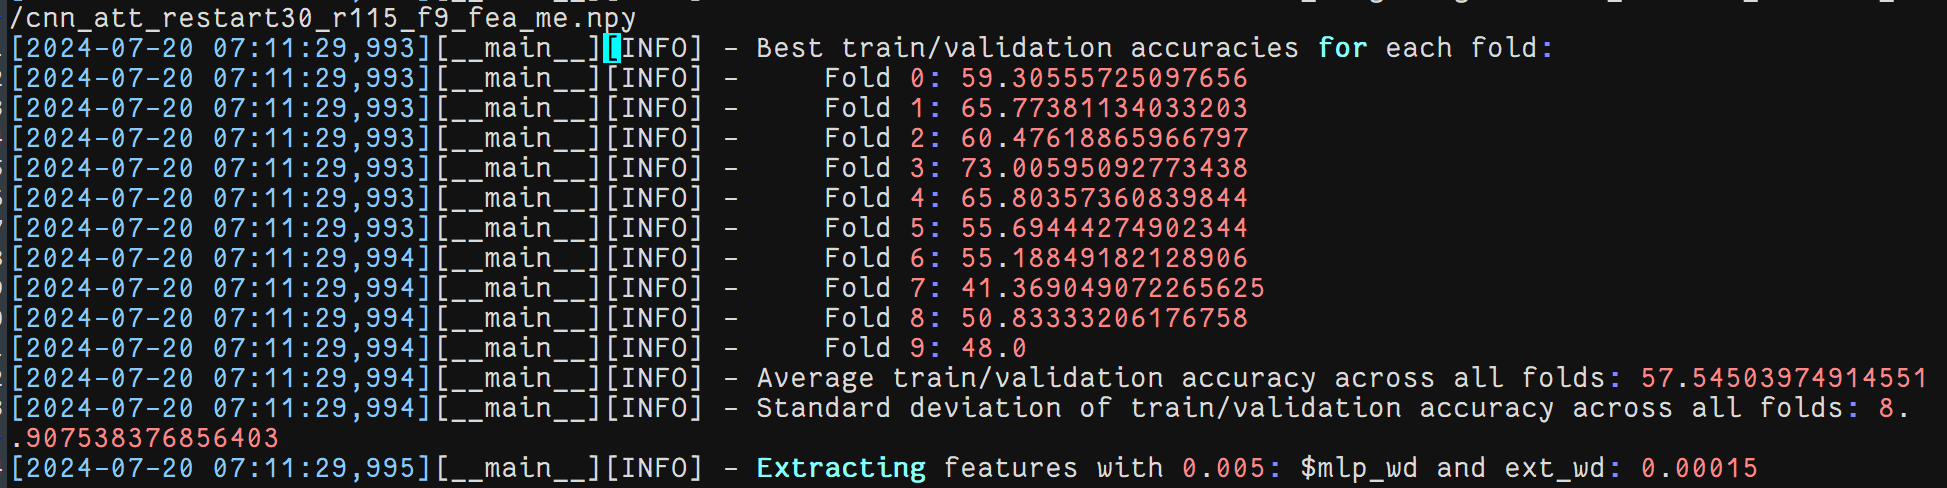 /cnn_att_restart30_r115_f9_fea_me.npy
[2024-07-20 07:11:29,993][__main__][INFO] - Best train/validation accuracies for each fold:
[2024-07-20 07:11:29,993][__main__][INFO] -     Fold 0: 59.30555725097656
[2024-07-20 07:11:29,993][__main__][INFO] -     Fold 1: 65.77381134033203
[2024-07-20 07:11:29,993][__main__][INFO] -     Fold 2: 60.47618865966797
[2024-07-20 07:11:29,993][__main__][INFO] -     Fold 3: 73.00595092773438
[2024-07-20 07:11:29,993][__main__][INFO] -     Fold 4: 65.80357360839844
[2024-07-20 07:11:29,993][__main__][INFO] -     Fold 5: 55.69444274902344
[2024-07-20 07:11:29,994][__main__][INFO] -     Fold 6: 55.18849182128906
[2024-07-20 07:11:29,994][__main__][INFO] -     Fold 7: 41.369049072265625
[2024-07-20 07:11:29,994][__main__][INFO] -     Fold 8: 50.83333206176758
[2024-07-20 07:11:29,994][__main__][INFO] -     Fold 9: 48.0
[2024-07-20 07:11:29,994][__main__][INFO] - Average train/validation accuracy across all folds: 57.54503974914551
[2024-07-20 07:11:29,994][__main__][INFO] - Standard deviation of train/validation accuracy across all folds: 8.
.907538376856403
[2024-07-20 07:11:29,995][__main__][INFO] - Extracting features with 0.005: $mlp_wd and ext_wd: 0.00015